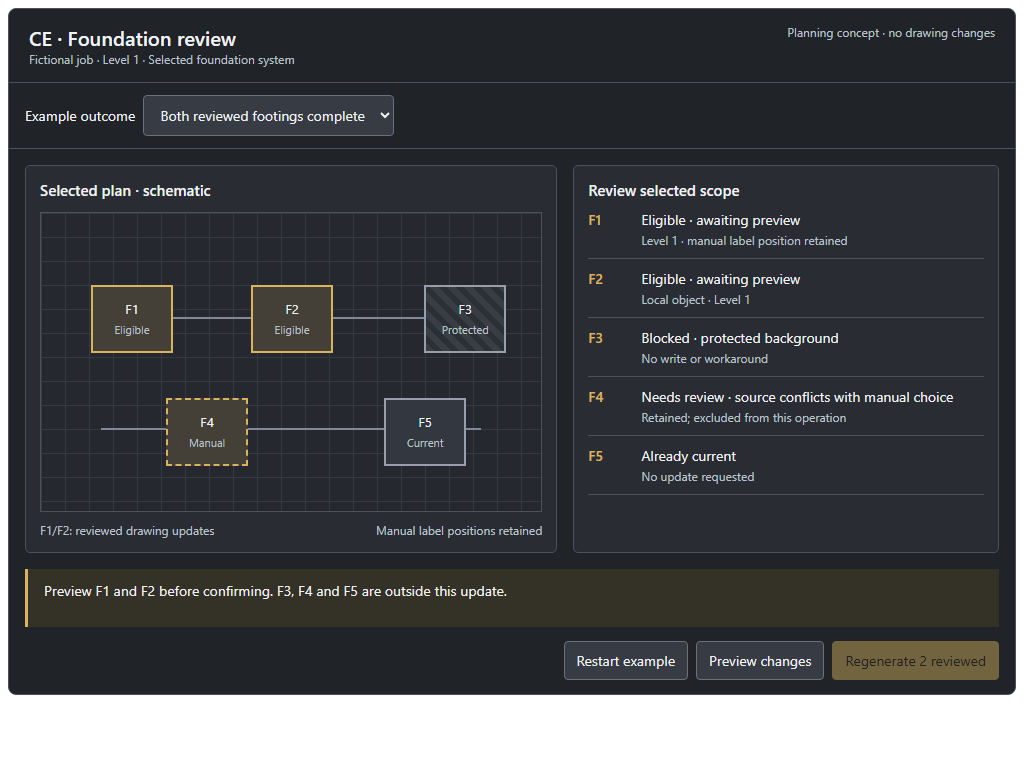 CE · Foundation review
Fictional job · Level 1 · Selected foundation system
Planning concept · no drawing changes
Example outcome
Both reviewed footings complete
Selected plan · schematic
F1
Eligible
F2
Eligible
F3
Protected
F4
Manual
F5
Current
F1/F2: reviewed drawing updates
Manual label positions retained
Review selected scope
F1
Eligible · awaiting preview
Level 1 · manual label position retained
F2
Eligible · awaiting preview
Local object · Level 1
F3
Blocked · protected background
No write or workaround
F4
Needs review · source conflicts with manual choice
Retained; excluded from this operation
F5
Already current
No update requested
Preview F1 and F2 before confirming. F3, F4 and F5 are outside this update.
Restart example
Preview changes
Regenerate 2 reviewed